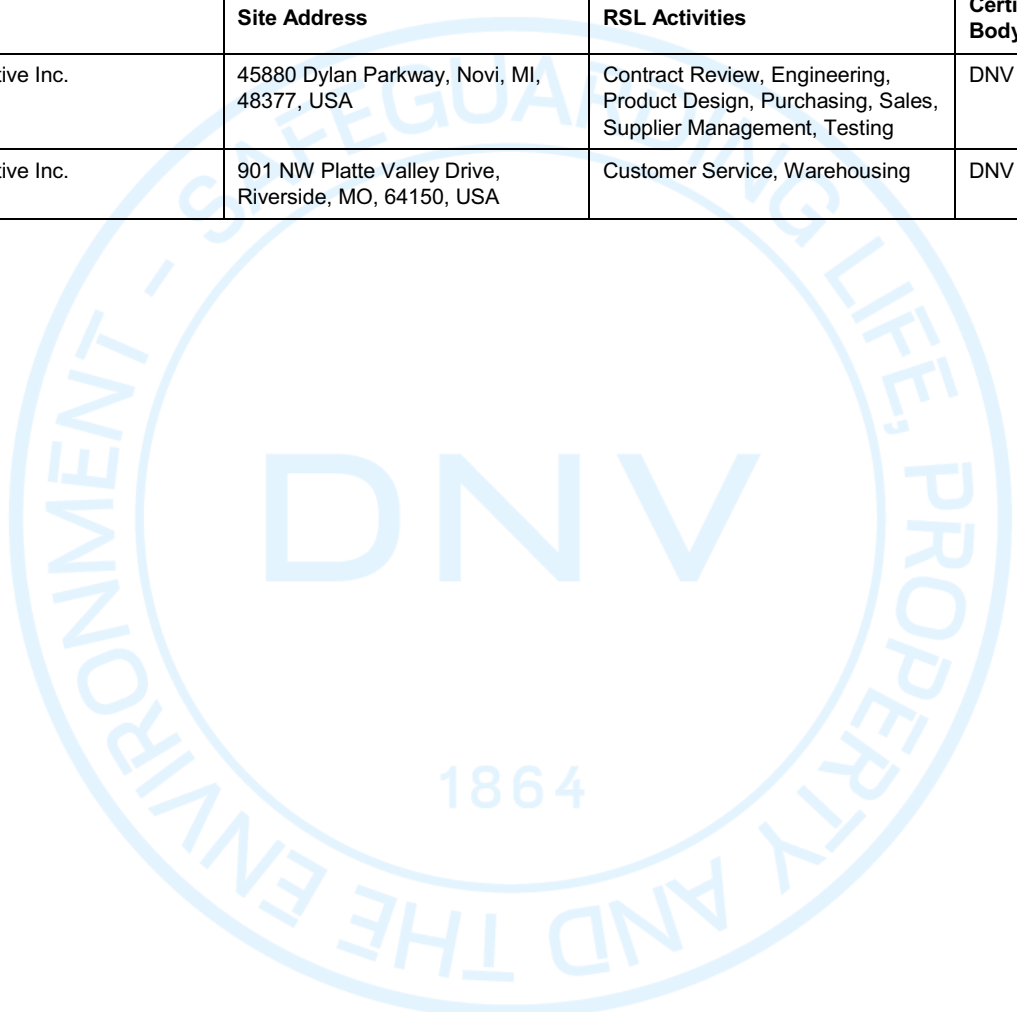 Site Address
RSL Activities
Certi
Body
tive Inc.
45880 Dylan Parkway, Novi, MI,
48377, USA
Contract Review, Engineering,
Product Design, Purchasing, Sales,
Supplier Management, Testing
DNV
tive Inc.
901 NW Platte Valley Drive,
Riverside, MO, 64150, USA
Customer Service, Warehousing
DNV
SAFEGUARDING LIFE, PROPERTY AND THE ENVIRONMENT -
DNV
1864